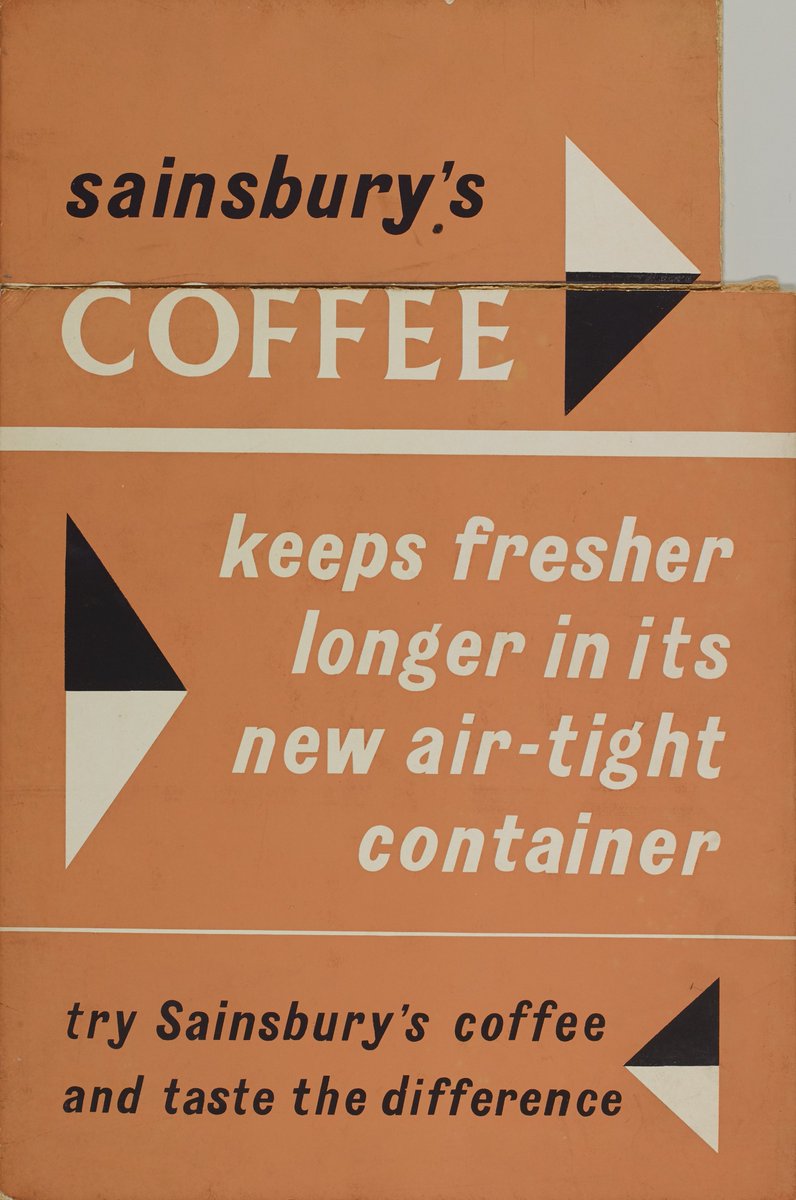 sainsbury's
COFFEE
keeps fresher
longer in its
new air-tight
container
try Sainsbury's coffee
and taste the difference